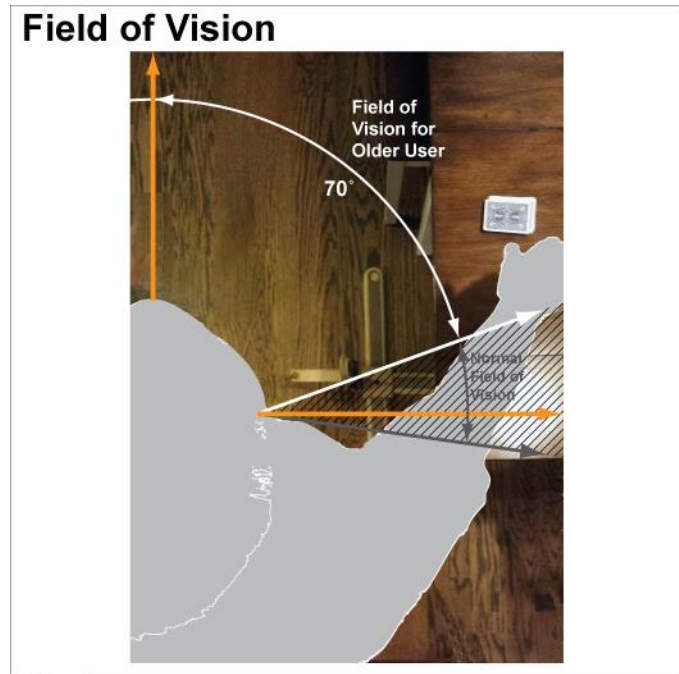 Field of Vision
Field of
Vision for
Older User
70°
Normal
Field of
Vision